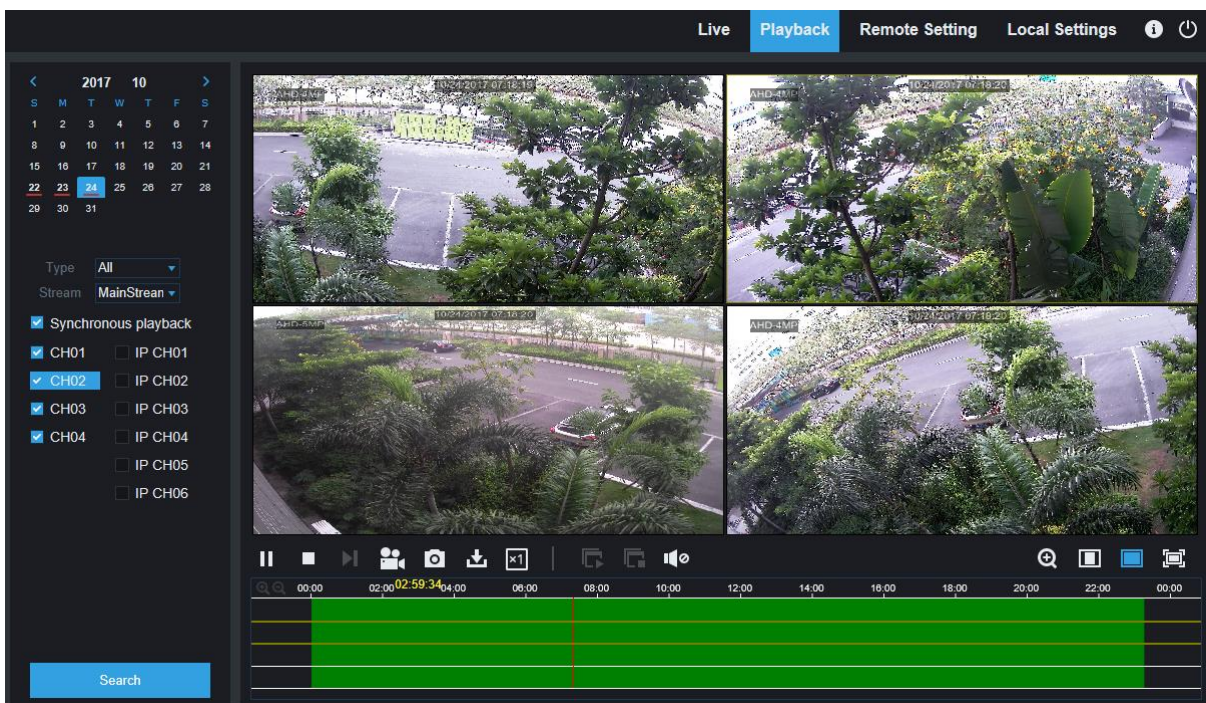 Live Playback Remote Setting Local Settings
2017 10
S M T W T F S
1 2 3 4 5 6 7
8 9 10 11 12 13 14
15 16 17 18 19 20 21
22 23 24 25 26 27 28
29 30 31
Type All
Stream MainStrean
Synchronous playback
CH01 IP CH01
CH02 IP CH02
CH03 IP CH03
CH04 IP CH04
IP CH05
IP CH06
Search
AHD-4MP 10/24/2017 07:18:19
AHD-4MP 10/24/2017 07:18:20
AHD-5MP 10/24/2017 07:18:20
AHD-4MP 10/24/2017 07:18:20
×1
00:00 02:00 02:59:34 04:00 06:00 08:00 10:00 12:00 14:00 16:00 18:00 20:00 22:00 00:00